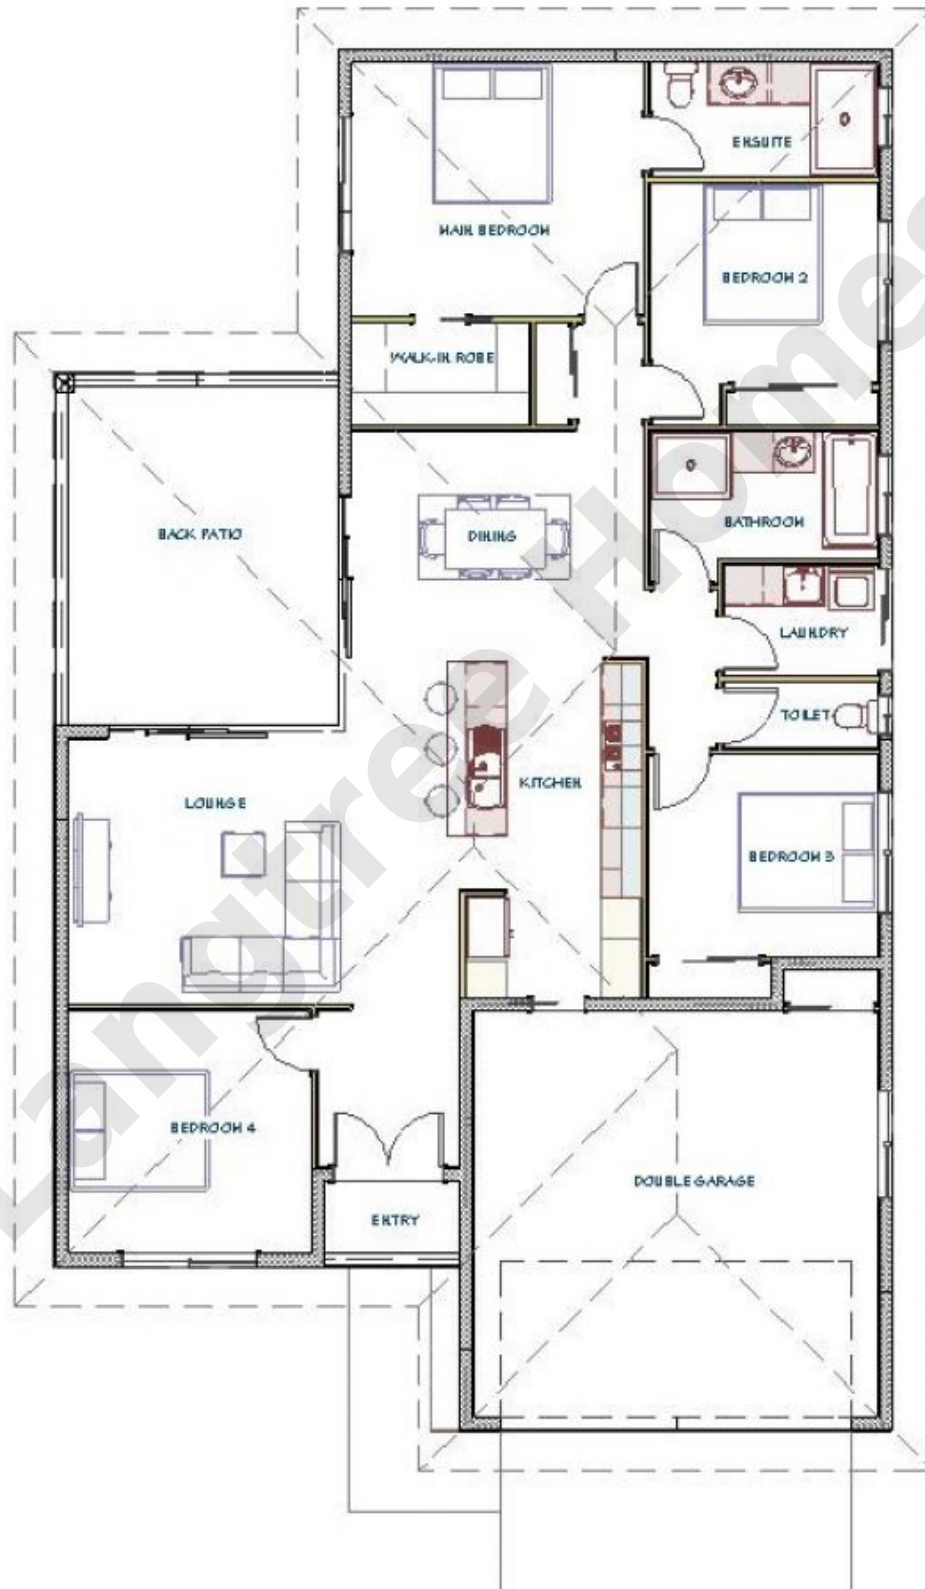 ENSUITE
MAIN BEDROOM
BEDROOM 2
WALK-IN ROBE
BACK PATIO
DINING
BATHROOM
LAUNDRY
TOILET
KITCHEN
LOUNGE
BEDROOM 3
BEDROOM 4
DOUBLE GARAGE
ENTRY
Langtree Homes